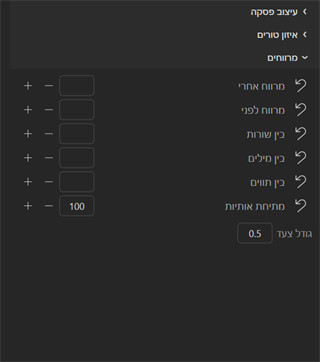 עיצוב פסקה
איזון טורים
מרווחים
מרווח אחרי
מרווח לפני
בין שורות
בין מילים
בין תווים
מתיחת אותיות 100
גודל צעד 0.5